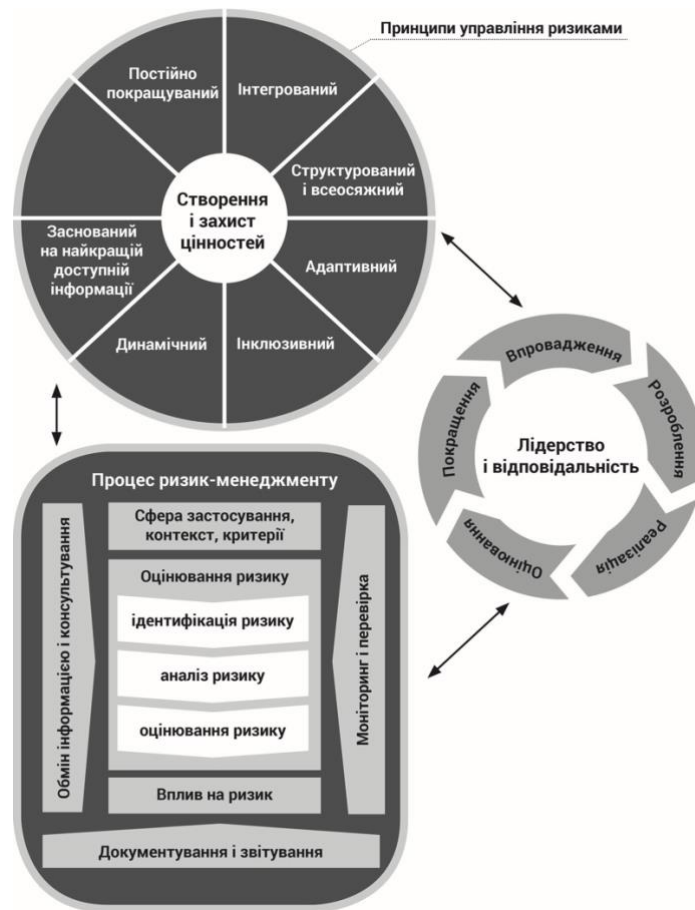 Принципи управління ризиками
Постійно
покращуваний
Інтегрований
Структурований
і всеосяжний
Адаптивний
Інклюзивний
Динамічний
Заснований
на найкращій
доступній
інформації
Створення
і захист
цінностей
Впровадження
Розроблення
Реалізація
Оцінювання
Покращення
Лідерство
і відповідальність
Процес ризик-менеджменту
Обмін інформацією і консультування
Сфера застосування,
контекст, критерії
Оцінювання ризику
ідентифікація ризику
аналіз ризику
оцінювання ризику
Вплив на ризик
Моніторинг і перевірка
Документування і звітування